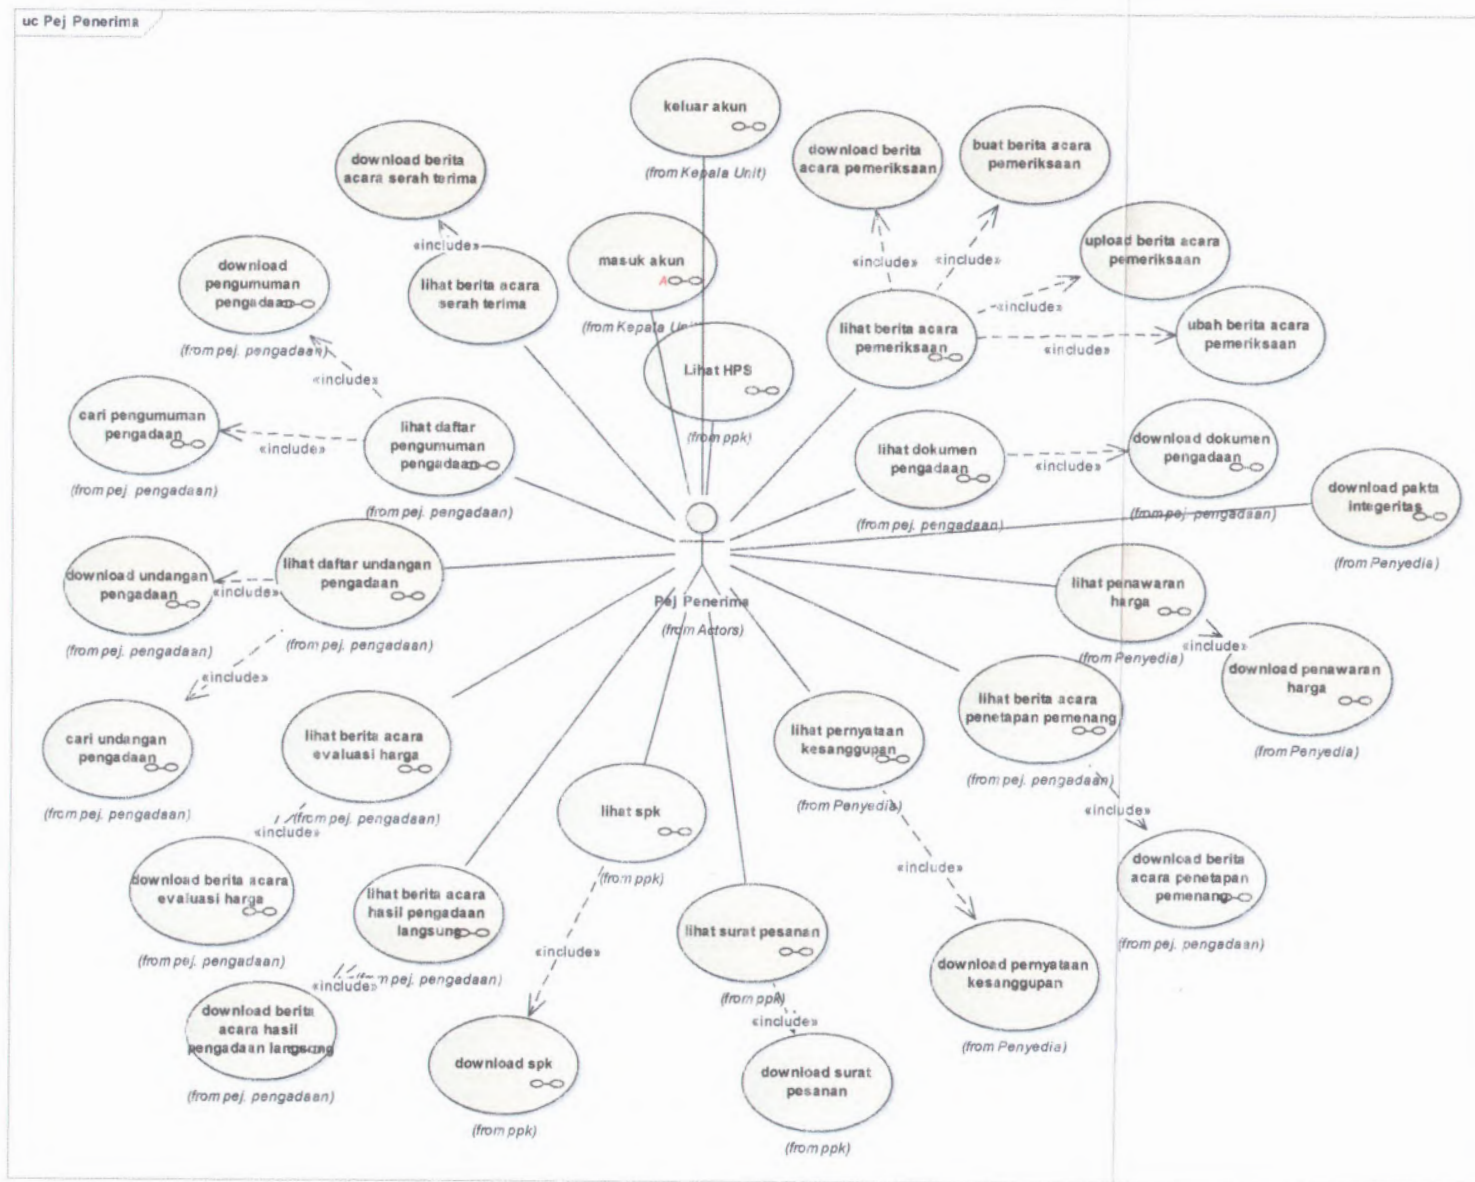 uc Pej Penerima
keluar akun
(from Kepala Unit)
download berita
acara serah terima
«include»
lihat berita acara
serah terima
masuk akun
A
(from Kepala Unit)
Lihat HPS
(from ppk)
download berita
acara pemeriksaan
buat berita acara
pemeriksaan
upload berita acara
pemeriksaan
ubah berita acara
pemeriksaan
«include»
«include»
«include»
«include»
lihat berita acara
pemeriksaan
download
pengumuman
pengadaan
(from pej. pengadaan)
«include»
cari pengumuman
pengadaan
(from pej. pengadaan)
«include»
lihat daftar
pengumuman
pengadaan
(from pej. pengadaan)
lihat dokumen
pengadaan
(from pej. pengadaan)
«include»
download dokumen
pengadaan
(from pej. pengadaan)
download pakta
integeritas
(from Penyedia)
download undangan
pengadaan
(from pej. pengadaan)
«include»
lihat daftar undangan
pengadaan
(from pej. pengadaan)
«include»
cari undangan
pengadaan
(from pej. pengadaan)
Pej Penerima
(from Actors)
lihat penawaran
harga
(from Penyedia)
«include»
download penawaran
harga
(from Penyedia)
lihat berita acara
evaluasi harga
(from pej. pengadaan)
«include»
download berita acara
evaluasi harga
(from pej. pengadaan)
lihat pernyataan
kesanggupan
(from Penyedia)
«include»
download pernyataan
kesanggupan
(from Penyedia)
lihat berita acara
penetapan pemenang
(from pej. pengadaan)
«include»
download berita
acara penetapan
pemenang
(from pej. pengadaan)
lihat berita acara
hasil pengadaan
langsung
pej. pengadaan)
«include»
download berita
acara hasil
pengadaan langsung
(from pej. pengadaan)
lihat spk
(from ppk)
«include»
download spk
(from ppk)
lihat surat pesanan
(from ppk)
«include»
download surat
pesanan
(from ppk)